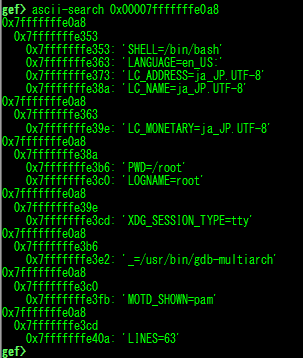 gef> ascii-search 0x00007fffffffe0a8
0x7fffffffe0a8
  0x7fffffffe353
    0x7fffffffe353: 'SHELL=/bin/bash'
    0x7fffffffe363: 'LANGUAGE=en_US:'
    0x7fffffffe373: 'LC_ADDRESS=ja_JP.UTF-8'
    0x7fffffffe38a: 'LC_NAME=ja_JP.UTF-8'
0x7fffffffe0a8
  0x7fffffffe363
    0x7fffffffe39e: 'LC_MONETARY=ja_JP.UTF-8'
0x7fffffffe0a8
  0x7fffffffe38a
    0x7fffffffe3b6: 'PWD=/root'
    0x7fffffffe3c0: 'LOGNAME=root'
0x7fffffffe0a8
  0x7fffffffe39e
    0x7fffffffe3cd: 'XDG_SESSION_TYPE=tty'
0x7fffffffe0a8
  0x7fffffffe3b6
    0x7fffffffe3e2: '_=/usr/bin/gdb-multiarch'
0x7fffffffe0a8
  0x7fffffffe3c0
    0x7fffffffe3fb: 'MOTD_SHOWN=pam'
0x7fffffffe0a8
  0x7fffffffe3cd
    0x7fffffffe40a: 'LINES=63'
gef>